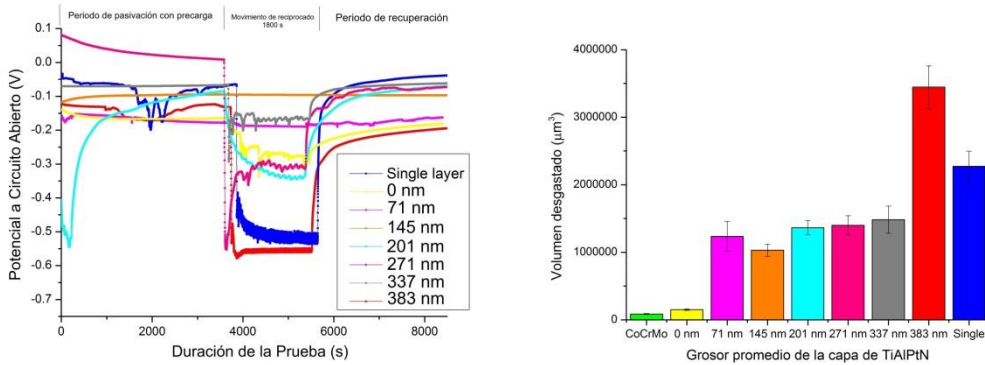 Periodo de pasivación con precarga
Movimiento de reciprocado
1800 s
Periodo de recuperación
Potencial a Circuito Abierto (V)
0.1
0.0
-0.1
-0.2
-0.3
-0.4
-0.5
-0.6
-0.7
Single layer
0 nm
71 nm
145 nm
201 nm
271 nm
337 nm
383 nm
0 2000 4000 6000 8000
Duración de la Prueba (s)
Volumen desgastado (µm³)
4000000
3000000
2000000
1000000
0
CoCrMo 0 nm 71 nm 145 nm 201 nm 271 nm 337 nm 383 nm Single
Grosor promedio de la capa de TiAlPtN